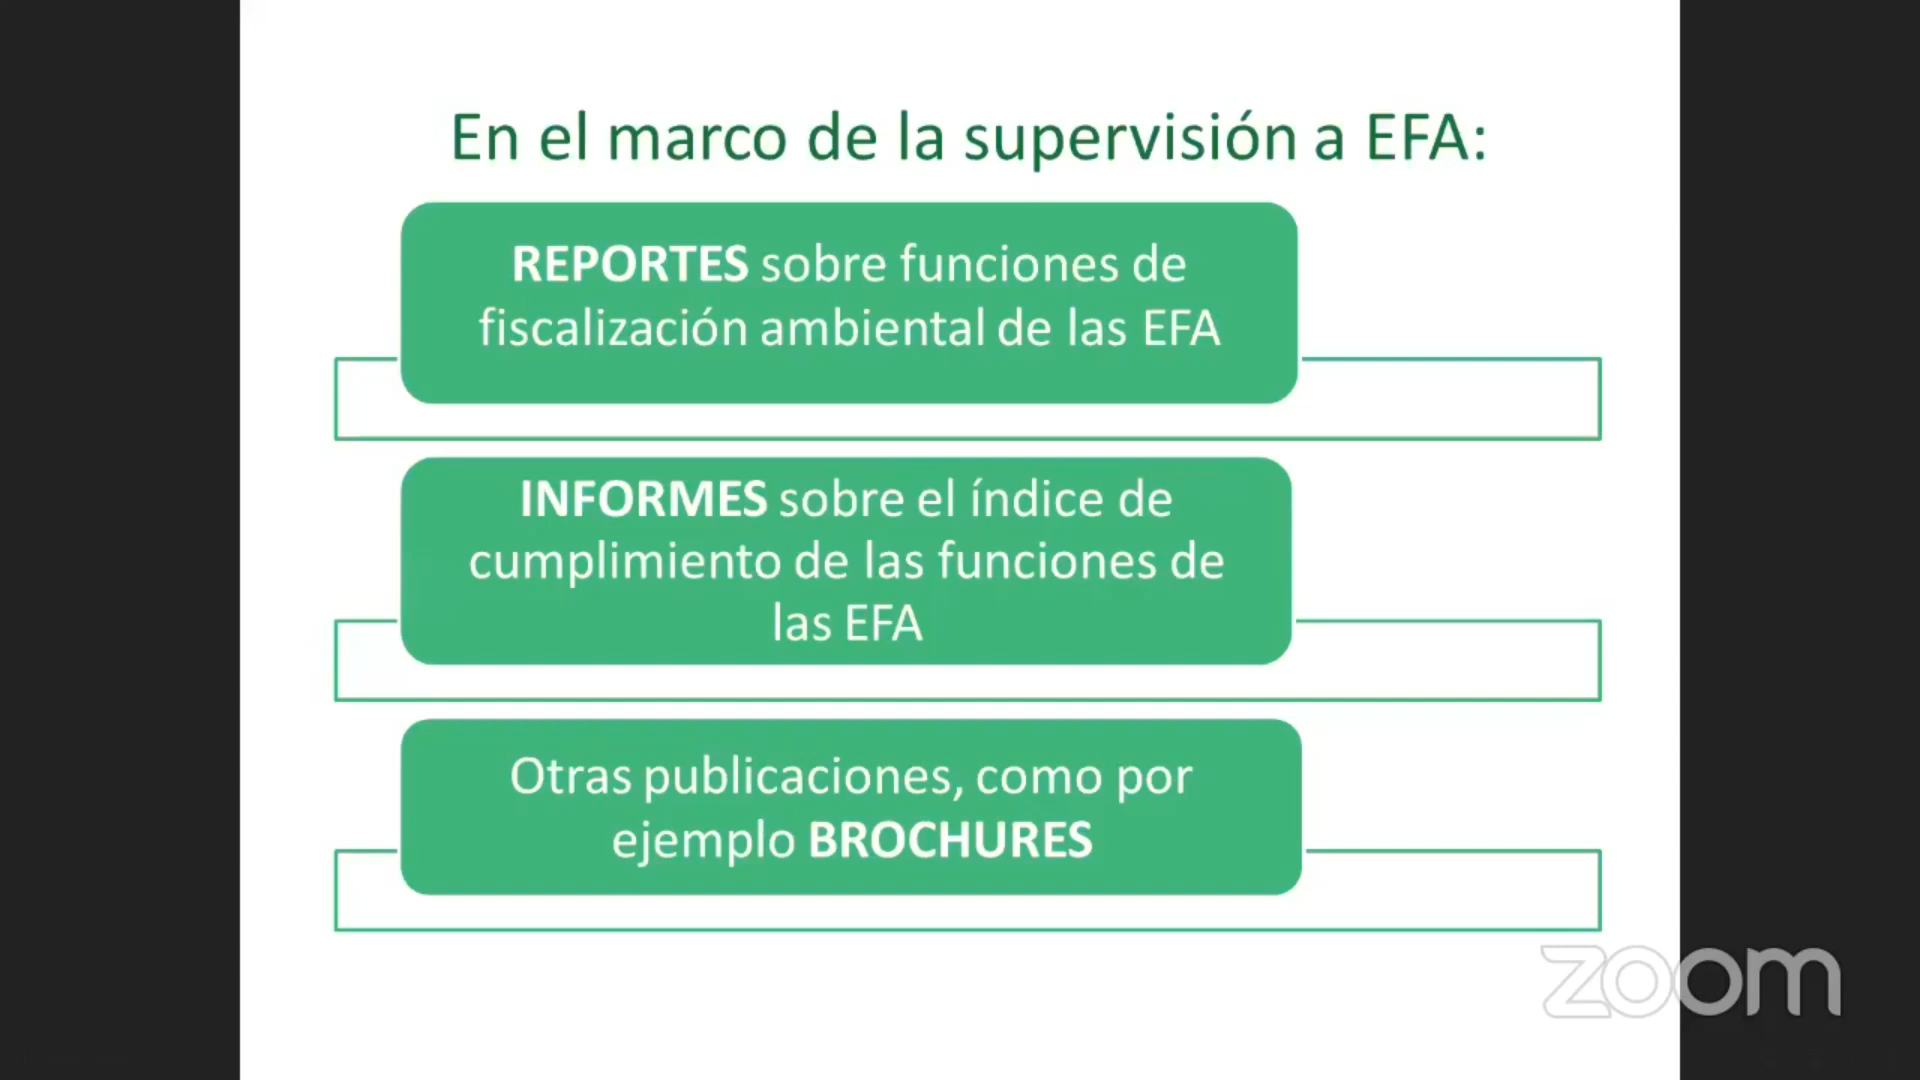 En el marco de la supervisión a EFA:
REPORTES sobre funciones de
fiscalización ambiental de las EFA
INFORMES sobre el índice de
cumplimiento de las funciones de
las EFA
Otras publicaciones, como por
ejemplo BROCHURES
zoom